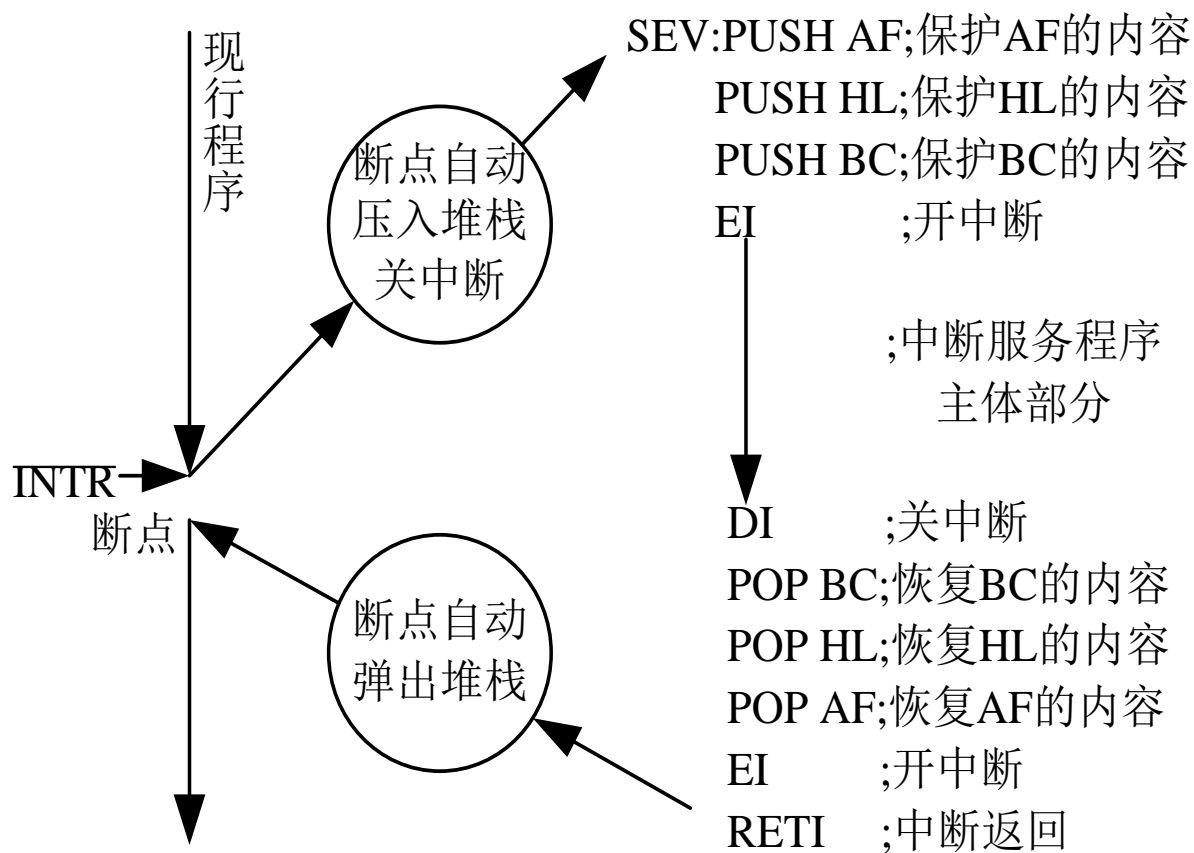 现行程序
INTR
断点
断点自动
压入堆栈
关中断
断点自动
弹出堆栈
SEV:PUSH AF;保护AF的内容
PUSH HL;保护HL的内容
PUSH BC;保护BC的内容
EI ;开中断
;中断服务程序
主体部分
DI ;关中断
POP BC;恢复BC的内容
POP HL;恢复HL的内容
POP AF;恢复AF的内容
EI ;开中断
RETI ;中断返回